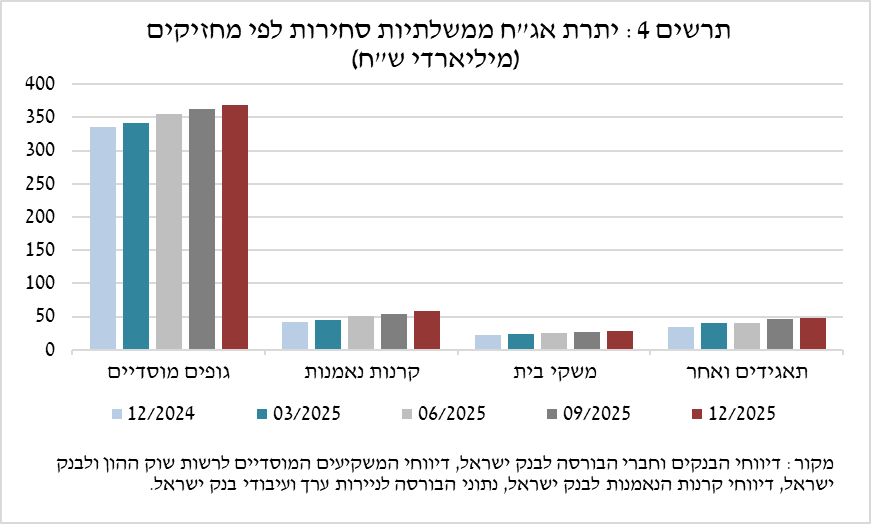 תרשים 4 : יתרת אג״ח ממשלתיות סחירות לפי מחזיקים
(מיליארדי ש״ח)
400
350
300
250
200
150
100
50
0
גופים מוסדיים
קרנות נאמנות
משקי בית
תאגידים ואחר
12/2024
03/2025
06/2025
09/2025
12/2025
מקור : דיווחי הבנקים וחברי הבורסה לבנק ישראל, דיווחי המשקיעים המוסדיים לרשות שוק ההון ולבנק
ישראל, דיווחי קרנות הנאמנות לבנק ישראל, נתוני הבורסה לניירות ערך ועיבודי בנק ישראל.